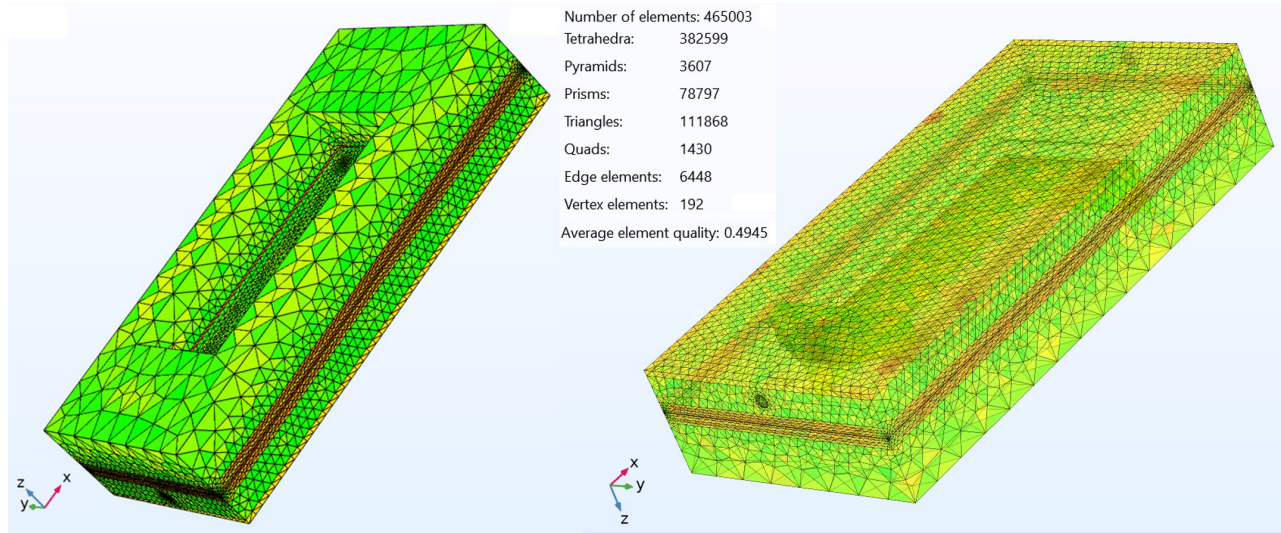 Number of elements: 465003
Tetrahedra: 382599
Pyramids: 3607
Prisms: 78797
Triangles: 111868
Quads: 1430
Edge elements: 6448
Vertex elements: 192
Average element quality: 0.4945
z x
y
x
y
z